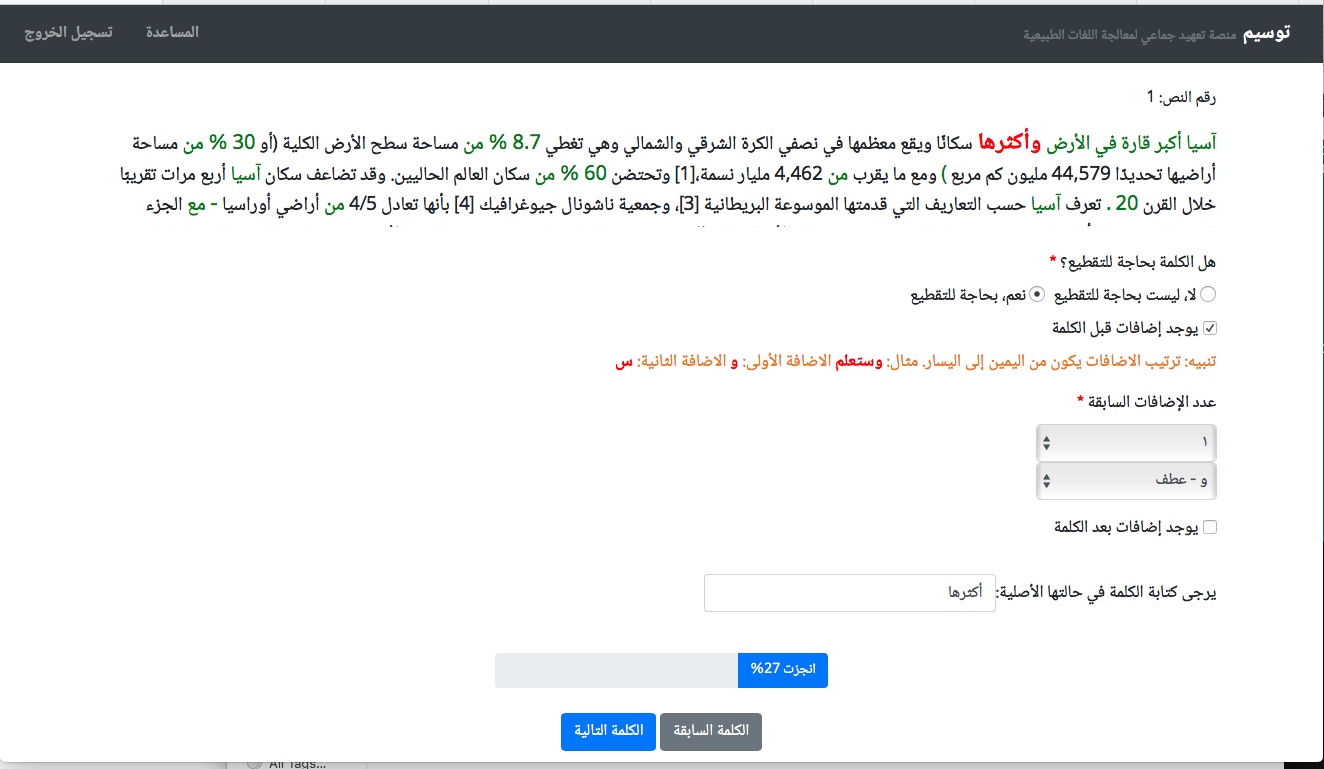 توسيم منصة تعهيد جماعي لمعالجة اللغات الطبيعية المساعدة تسجيل الخروج
رقم النص: 1
آسيا أكبر قارة في الأرض وأكثرها سكانًا ويقع معظمها في نصفي الكرة الشرقي والشمالي وهي تغطي 8.7 % من مساحة سطح الأرض الكلية (أو 30 % من مساحة
أراضيها تحديدًا 44,579 مليون كم مربع ) ومع ما يقرب من 4,462 مليار نسمة،[1] وتحتضن 60 % من سكان العالم الحاليين. وقد تضاعف سكان آسيا أربع مرات تقريبًا
خلال القرن 20 . تعرف آسيا حسب التعاريف التي قدمتها الموسوعة البريطانية [3]، وجمعية ناشونال جيوغرافيك [4] بأنها تعادل 4/5 من أراضي أوراسيا - مع الجزء
هل الكلمة بحاجة للتقطيع؟ *
لا، ليست بحاجة للتقطيع نعم، بحاجة للتقطيع
يوجد إضافات قبل الكلمة
تنبيه: ترتيب الاضافات يكون من اليمين إلى اليسار. مثال: وستعلم الاضافة الأولى: و الاضافة الثانية: س
عدد الإضافات السابقة *
١
و - عطف
يوجد إضافات بعد الكلمة
يرجى كتابة الكلمة في حالتها الأصلية: أكثرها
انجزت 27%
الكلمة السابقة الكلمة التالية
All Tags...